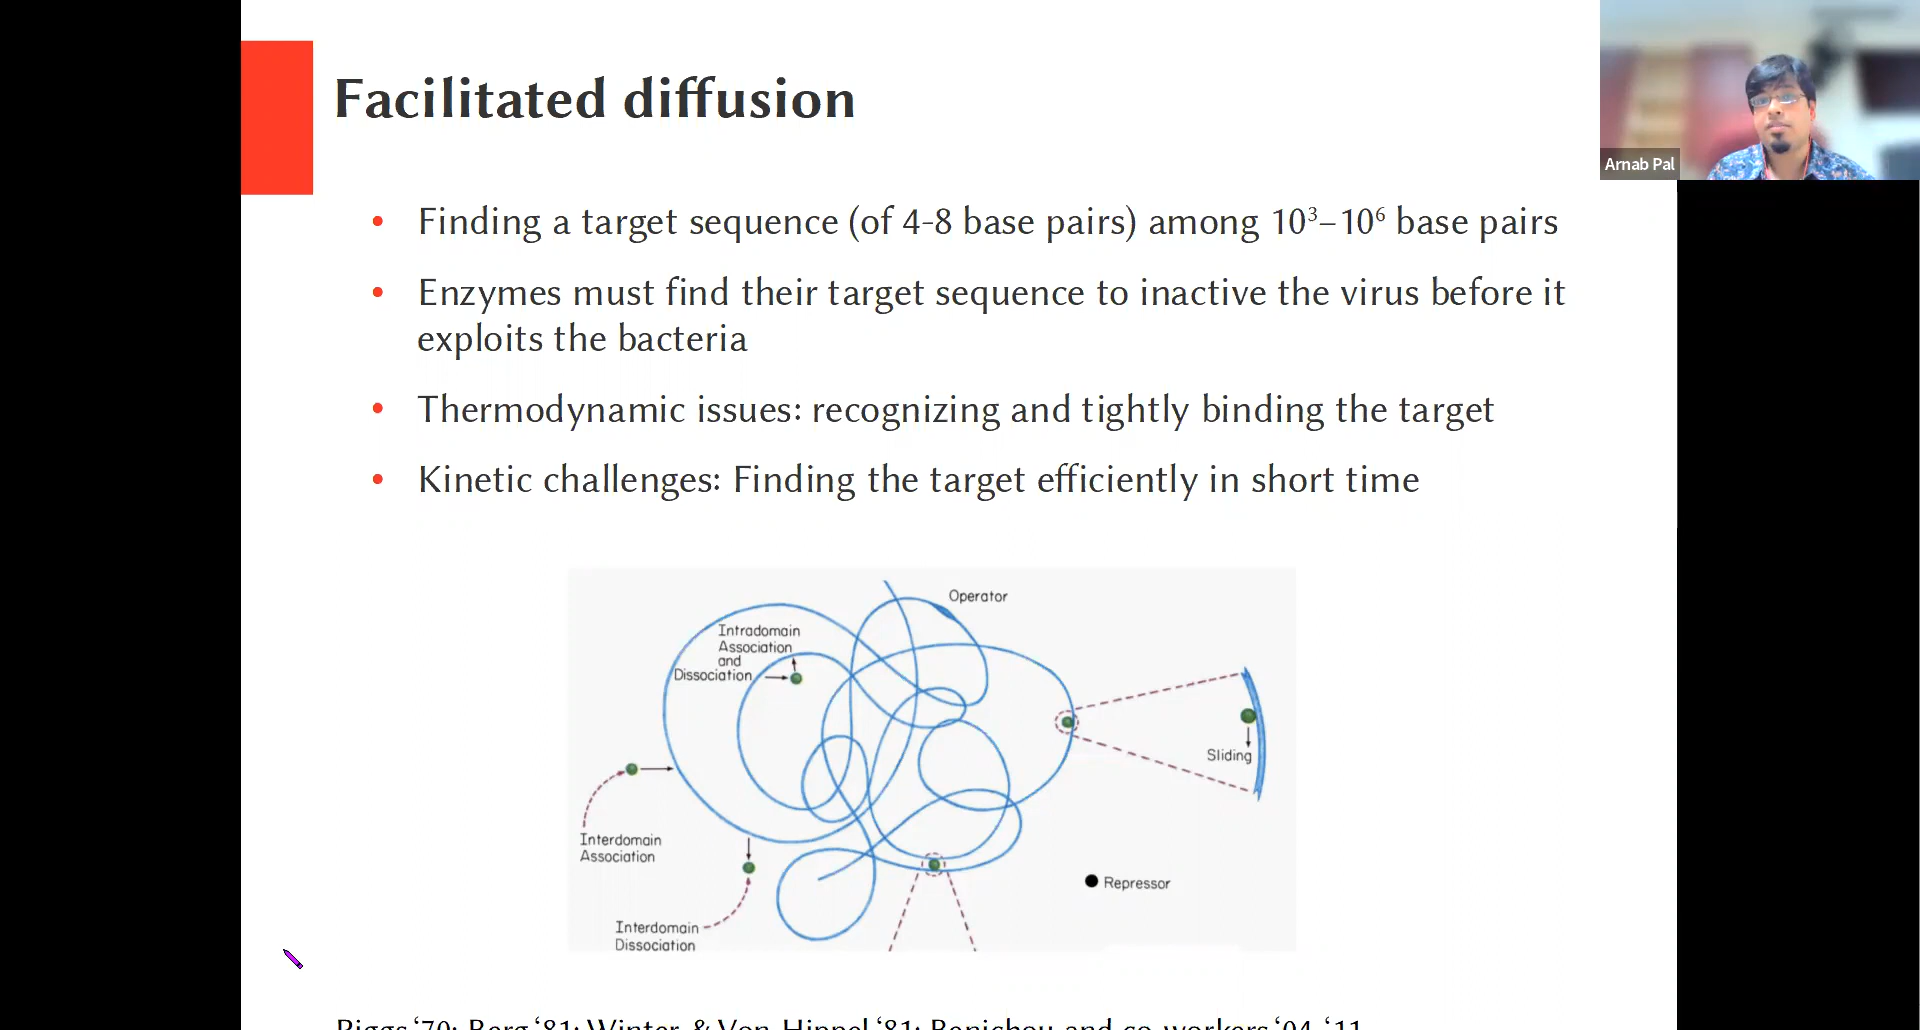 Facilitated diffusion
Arnab Pal
• Finding a target sequence (of 4-8 base pairs) among 10³–10⁶ base pairs
• Enzymes must find their target sequence to inactive the virus before it
exploits the bacteria
• Thermodynamic issues: recognizing and tightly binding the target
• Kinetic challenges: Finding the target efficiently in short time
Operator
Intradomain
Association
and
Dissociation
Sliding
Interdomain
Association
Repressor
Interdomain
Dissociation
Riggs ‘70; Berg ‘81; Winter & Von Hippel ‘81; Benichou and co-workers ‘04-‘11